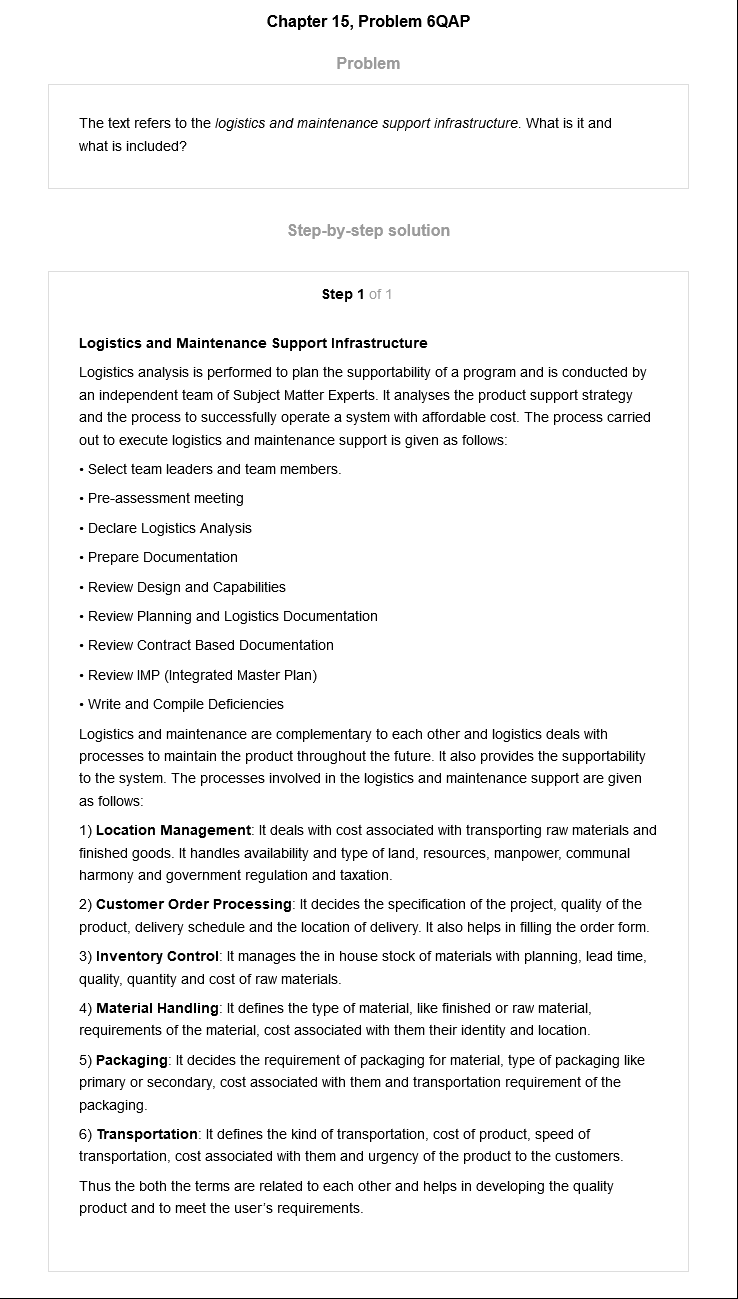 Chapter 15, Problem 6QAP
Problem
The text refers to the logistics and maintenance support infrastructure. What is it and
what is included?
Step-by-step solution
Step 1 of 1
Logistics and Maintenance Support Infrastructure
Logistics analysis is performed to plan the supportability of a program and is conducted by
an independent team of Subject Matter Experts. It analyses the product support strategy
and the process to successfully operate a system with affordable cost. The process carried
out to execute logistics and maintenance support is given as follows:
• Select team leaders and team members.
• Pre-assessment meeting
• Declare Logistics Analysis
• Prepare Documentation
• Review Design and Capabilities
• Review Planning and Logistics Documentation
• Review Contract Based Documentation
• Review IMP (Integrated Master Plan)
• Write and Compile Deficiencies
Logistics and maintenance are complementary to each other and logistics deals with
processes to maintain the product throughout the future. It also provides the supportability
to the system. The processes involved in the logistics and maintenance support are given
as follows:
1) Location Management: It deals with cost associated with transporting raw materials and
finished goods. It handles availability and type of land, resources, manpower, communal
harmony and government regulation and taxation.
2) Customer Order Processing: It decides the specification of the project, quality of the
product, delivery schedule and the location of delivery. It also helps in filling the order form.
3) Inventory Control: It manages the in house stock of materials with planning, lead time,
quality, quantity and cost of raw materials.
4) Material Handling: It defines the type of material, like finished or raw material,
requirements of the material, cost associated with them their identity and location.
5) Packaging: It decides the requirement of packaging for material, type of packaging like
primary or secondary, cost associated with them and transportation requirement of the
packaging.
6) Transportation: It defines the kind of transportation, cost of product, speed of
transportation, cost associated with them and urgency of the product to the customers.
Thus the both the terms are related to each other and helps in developing the quality
product and to meet the user's requirements.